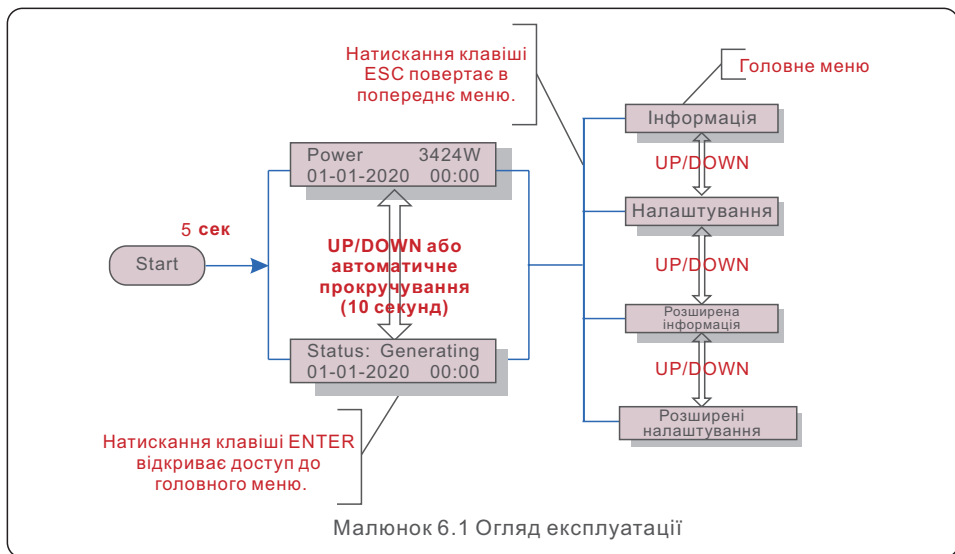 Натискання клавіші
ESC повертає в
попереднє меню.
Головне меню
Інформація
UP/DOWN
Налаштування
UP/DOWN
Розширена
інформація
UP/DOWN
Розширені
налаштування
Power 3424W
01-01-2020 00:00
5 сек
Start
UP/DOWN або
автоматичне
прокручування
(10 секунд)
Status: Generating
01-01-2020 00:00
Натискання клавіші ENTER
відкриває доступ до
головного меню.
Малюнок 6.1 Огляд експлуатації